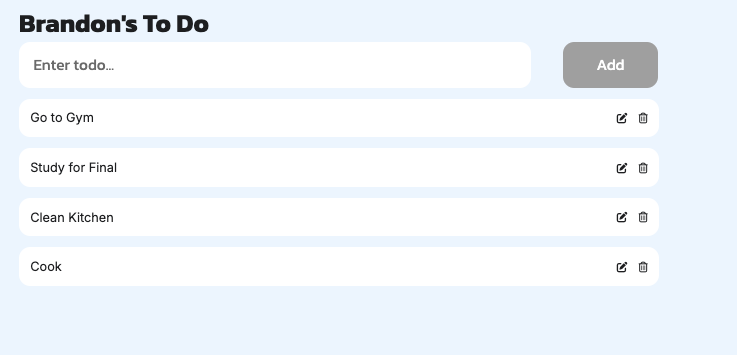 Brandon's To Do
Enter todo...
Add
Go to Gym
Study for Final
Clean Kitchen
Cook